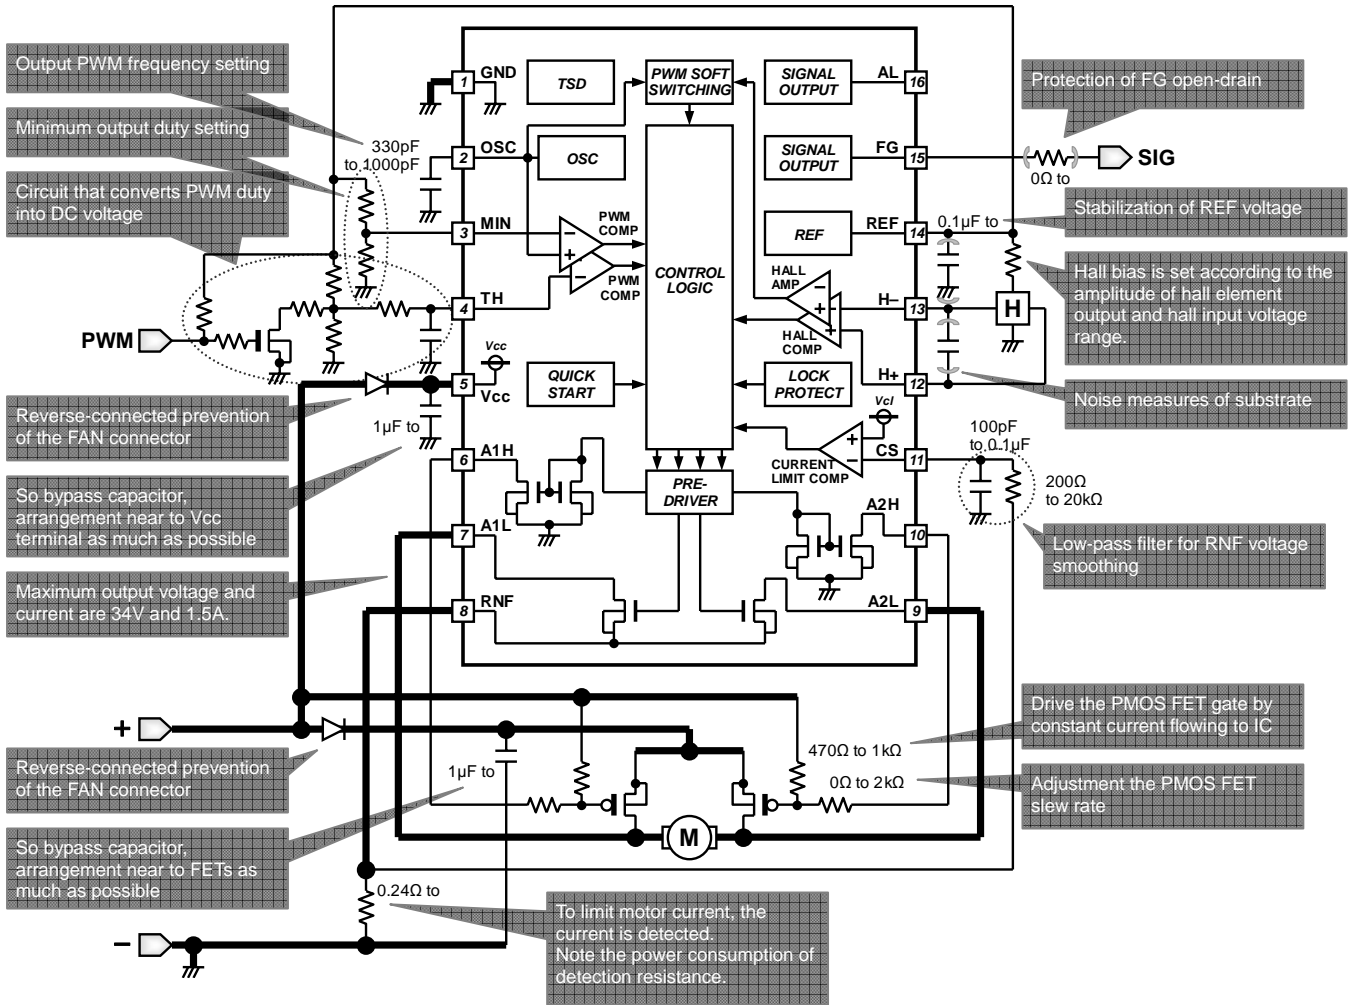 Output PWM frequency setting
Minimum output duty setting
Circuit that converts PWM duty
into DC voltage
330pF
to 1000pF
PWM
Reverse-connected prevention
of the FAN connector
1µF to
So bypass capacitor,
arrangement near to Vcc
terminal as much as possible
Maximum output voltage and
current are 34V and 1.5A.
1 GND
2 OSC
3 MIN
4 TH
5 Vcc
Vcc
6 A1H
7 A1L
8 RNF
TSD
OSC
PWM SOFT
SWITCHING
SIGNAL
OUTPUT
SIGNAL
OUTPUT
REF
PWM
COMP
PWM
COMP
CONTROL
LOGIC
HALL
AMP
HALL
COMP
QUICK
START
LOCK
PROTECT
Vcl
CURRENT
LIMIT COMP
PRE-
DRIVER
AL 16
FG 15
REF 14
H− 13
H+ 12
CS 11
A2H
10
A2L 9
Protection of FG open-drain
SIG
0Ω to
0.1µF to
Stabilization of REF voltage
H
Hall bias is set according to the
amplitude of hall element
output and hall input voltage
range.
Noise measures of substrate
100pF
to 0.1µF
200Ω
to 20kΩ
Low-pass filter for RNF voltage
smoothing
+
Reverse-connected prevention
of the FAN connector
1µF to
So bypass capacitor,
arrangement near to FETs as
much as possible
470Ω to 1kΩ
0Ω to 2kΩ
Drive the PMOS FET gate by
constant current flowing to IC
Adjustment the PMOS FET
slew rate
M
0.24Ω to
−
To limit motor current, the
current is detected.
Note the power consumption of
detection resistance.